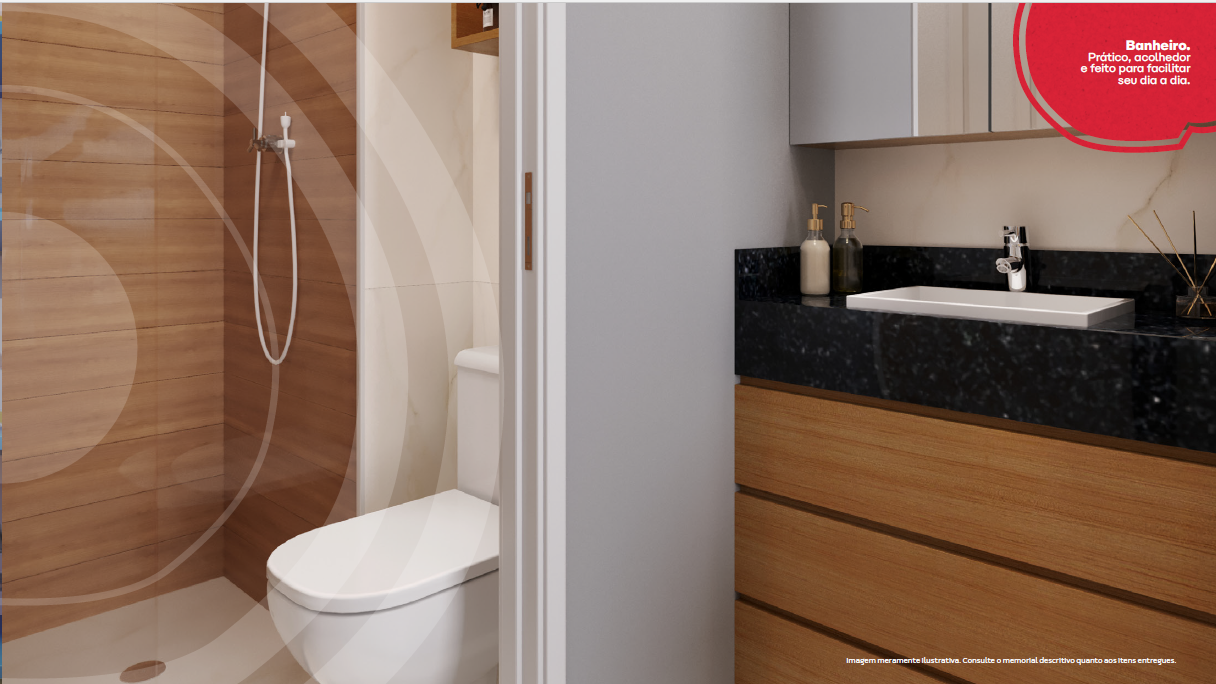 Banheiro.
Prático, acolhedor
e feito para facilitar
seu dia a dia.
Imagem meramente ilustrativa. Consulte o memorial descritivo quanto aos itens entregues.